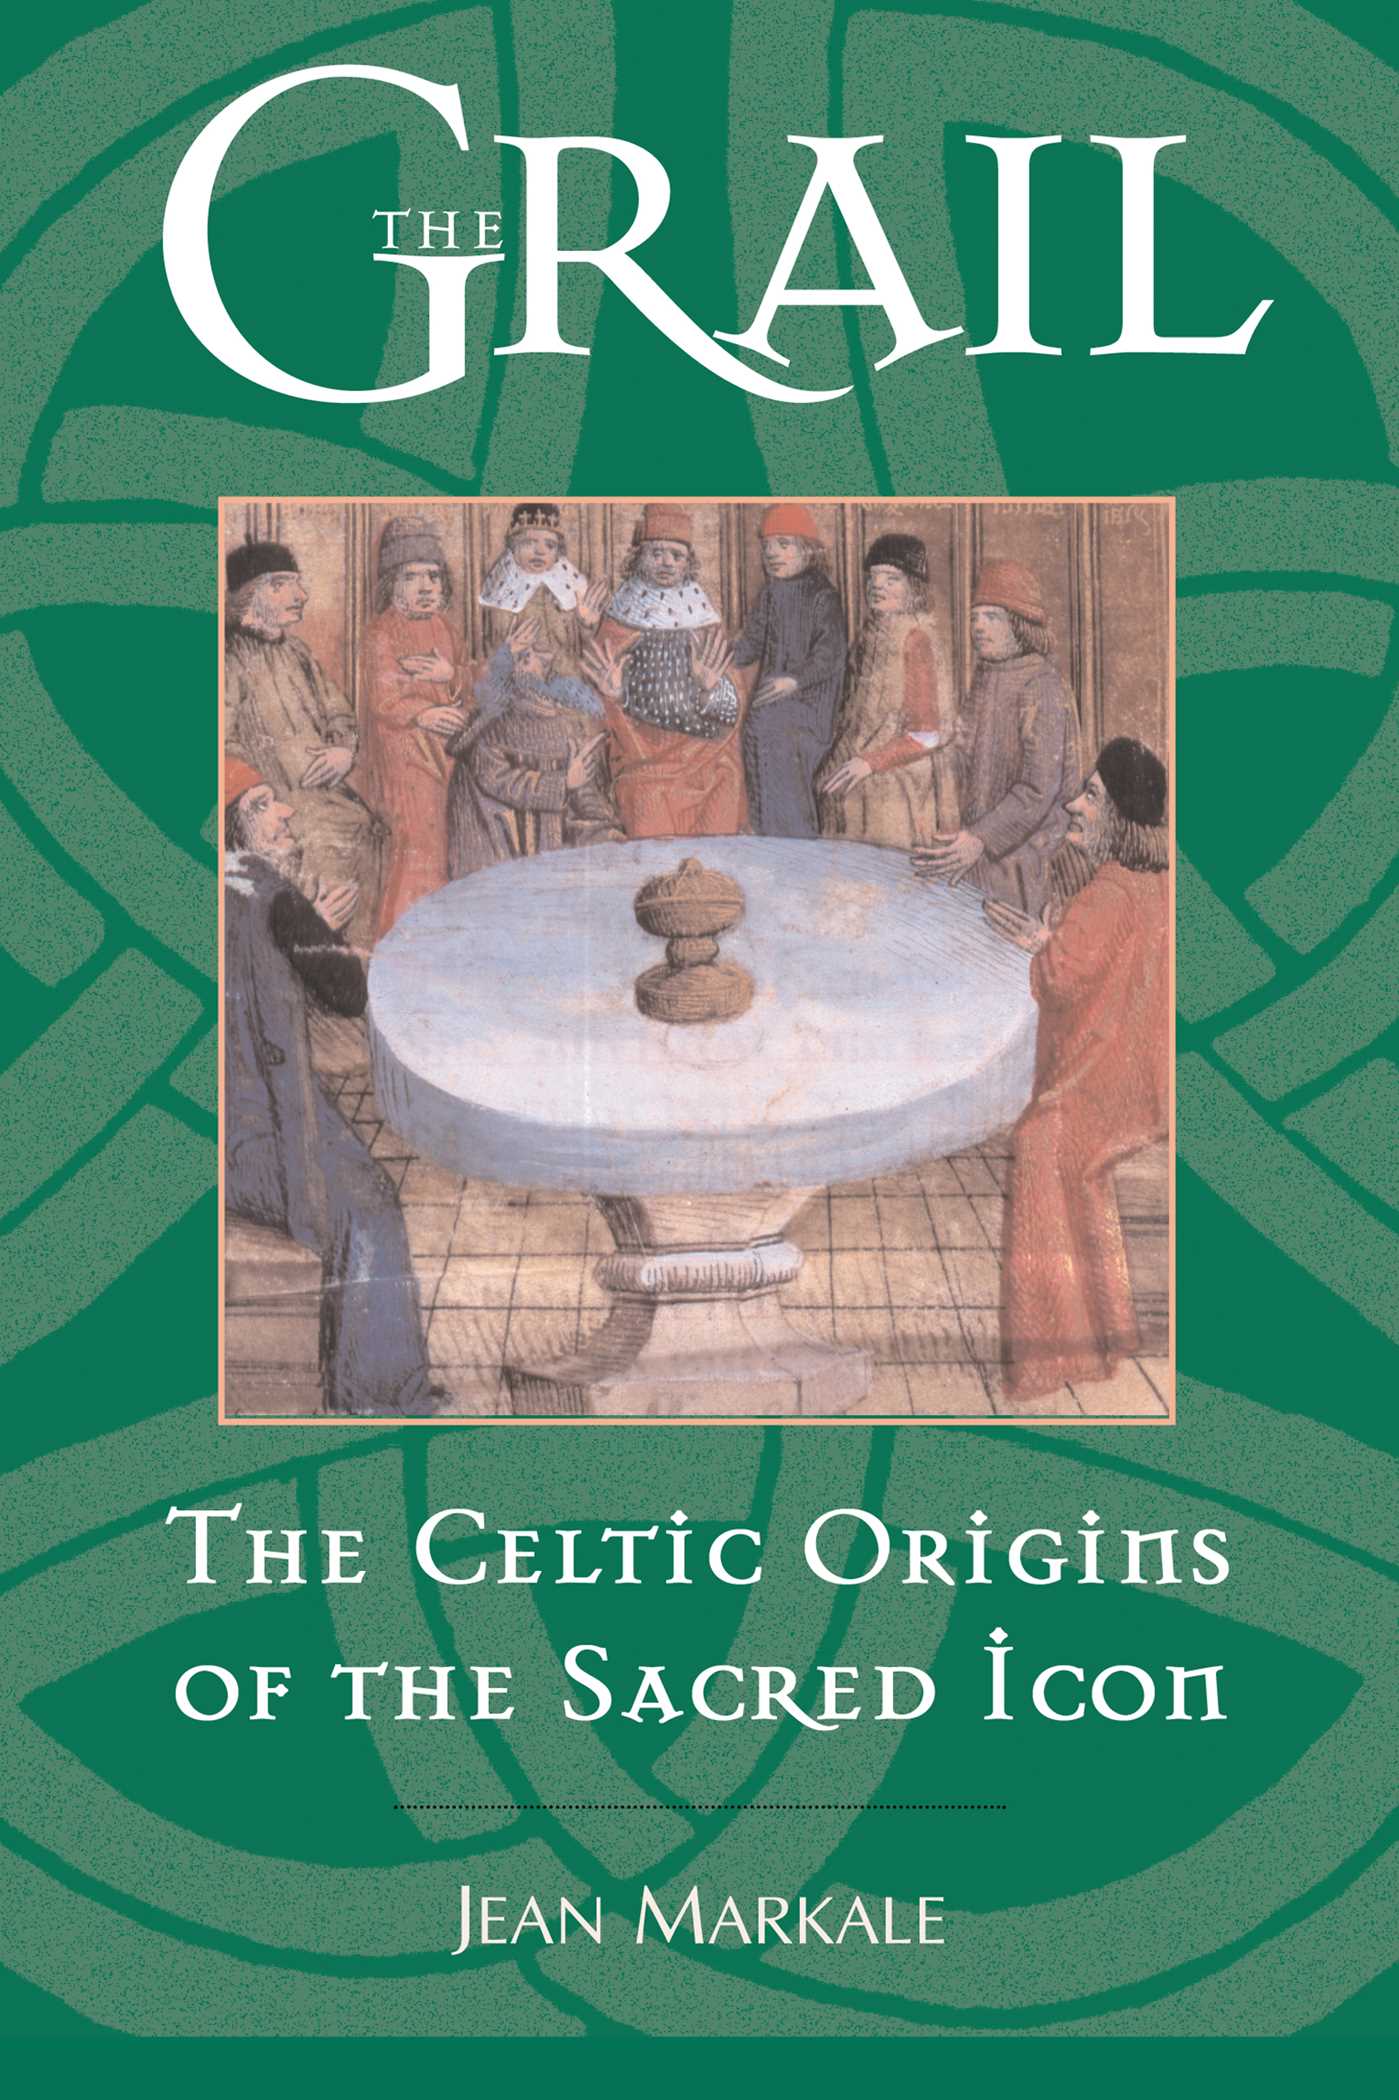 THE
GRAIL
THE CELTIC ORIGINS
OF THE SACRED ICON
JEAN MARKALE